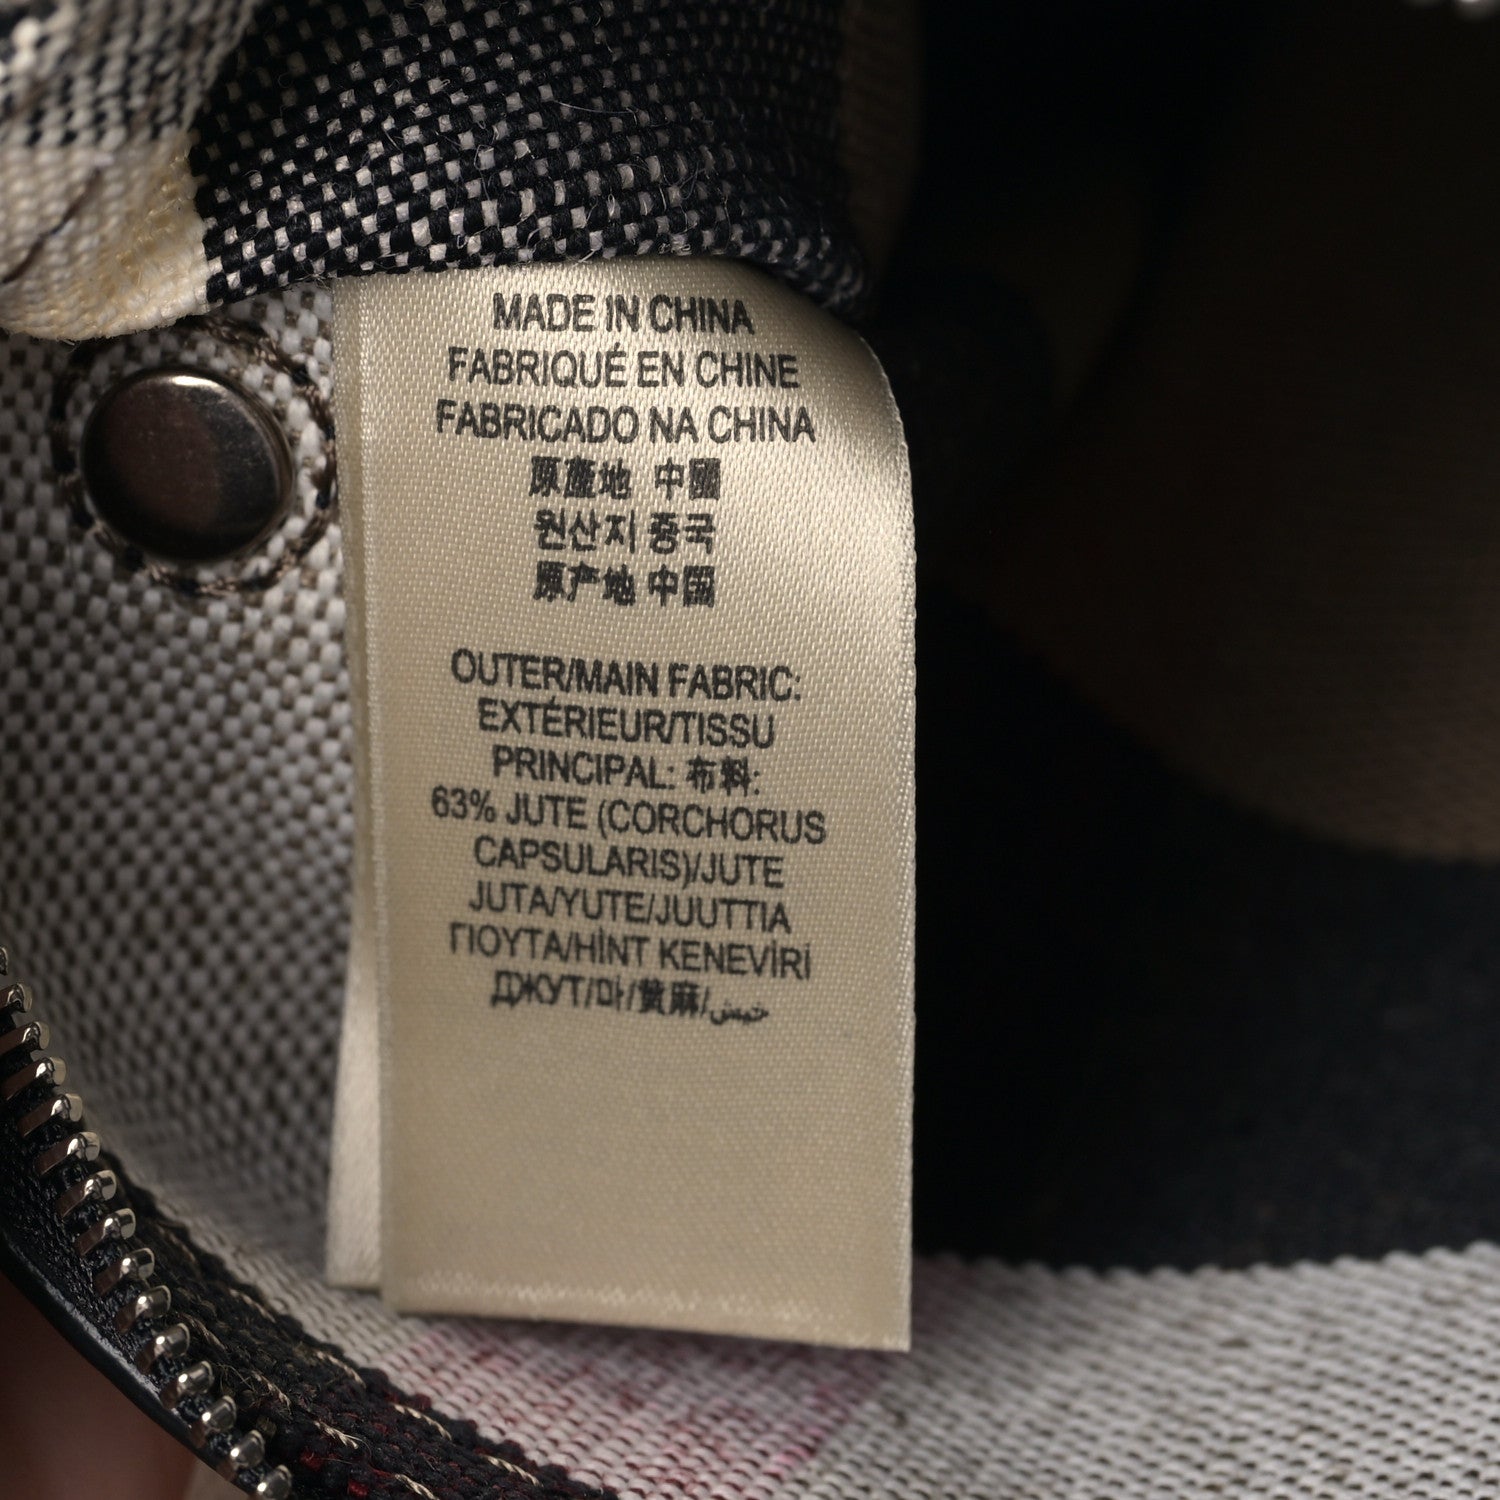 MADE IN CHINA
FABRIQUÉ EN CHINE
FABRICADO NA CHINA
原產地 中國
원산지 중국
原产地 中国
OUTER/MAIN FABRIC:
EXTÉRIEUR/TISSU
PRINCIPAL: 布料:
63% JUTE (CORCHORUS
CAPSULARIS)/JUTE
JUTA/YUTE/JUUTTIA
ΓΙΟΥΤΑ/HİNT KENEVİRİ
ДЖУТ/마/黄麻/خيش